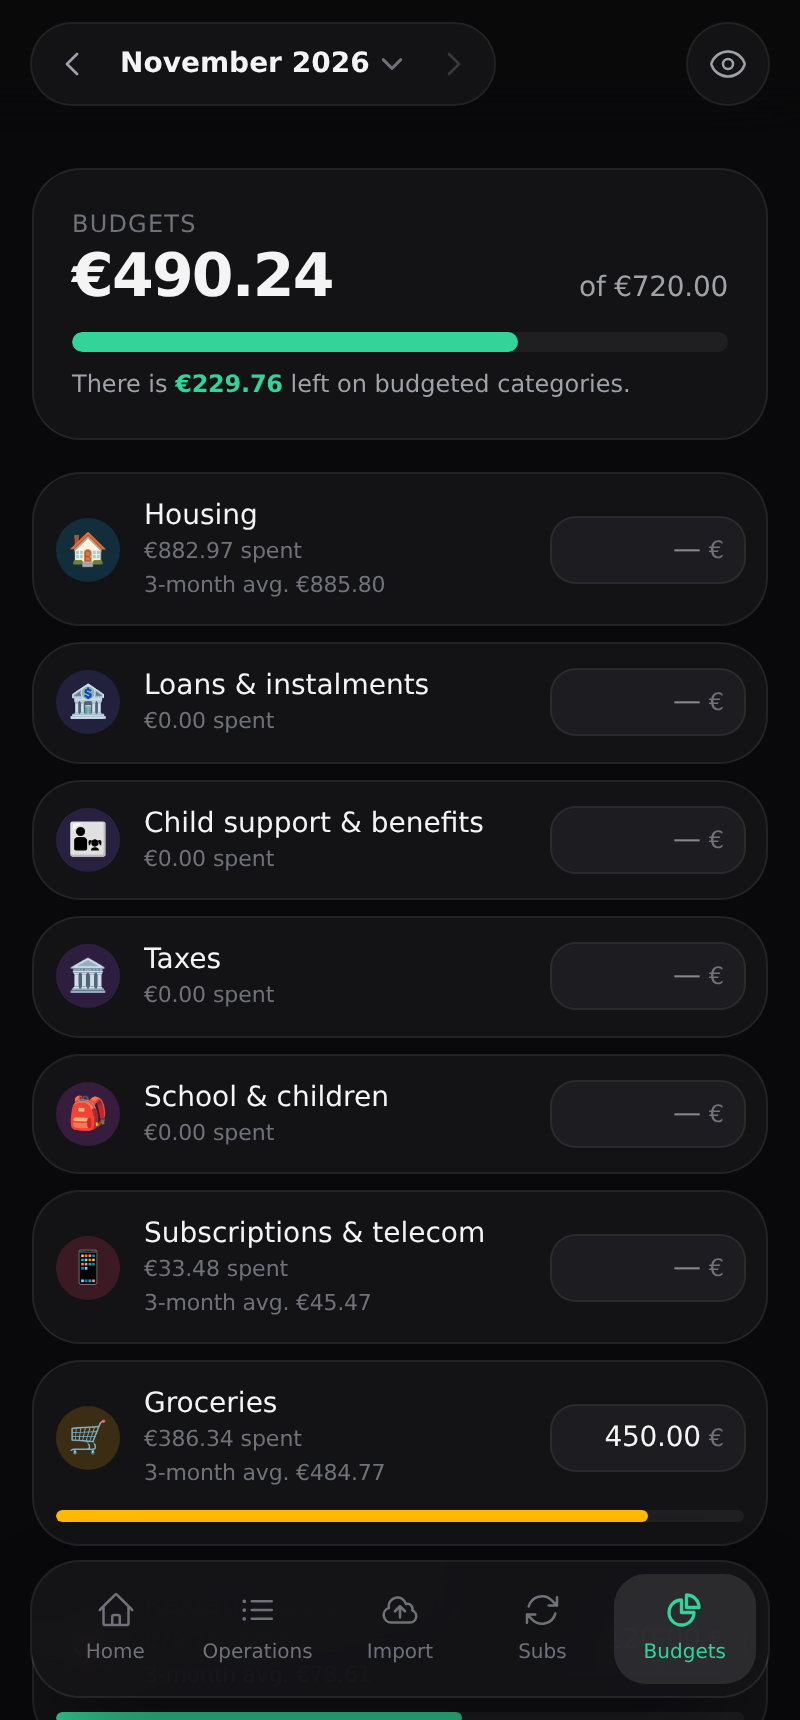 November 2026
BUDGETS
€490.24
of €720.00
There is €229.76 left on budgeted categories.
Housing
€882.97 spent
3-month avg. €885.80
— €
Loans & instalments
€0.00 spent
— €
Child support & benefits
€0.00 spent
— €
Taxes
€0.00 spent
— €
School & children
€0.00 spent
— €
Subscriptions & telecom
€33.48 spent
3-month avg. €45.47
— €
Groceries
€386.34 spent
3-month avg. €484.77
450.00 €
Home
Operations
Import
Subs
Budgets